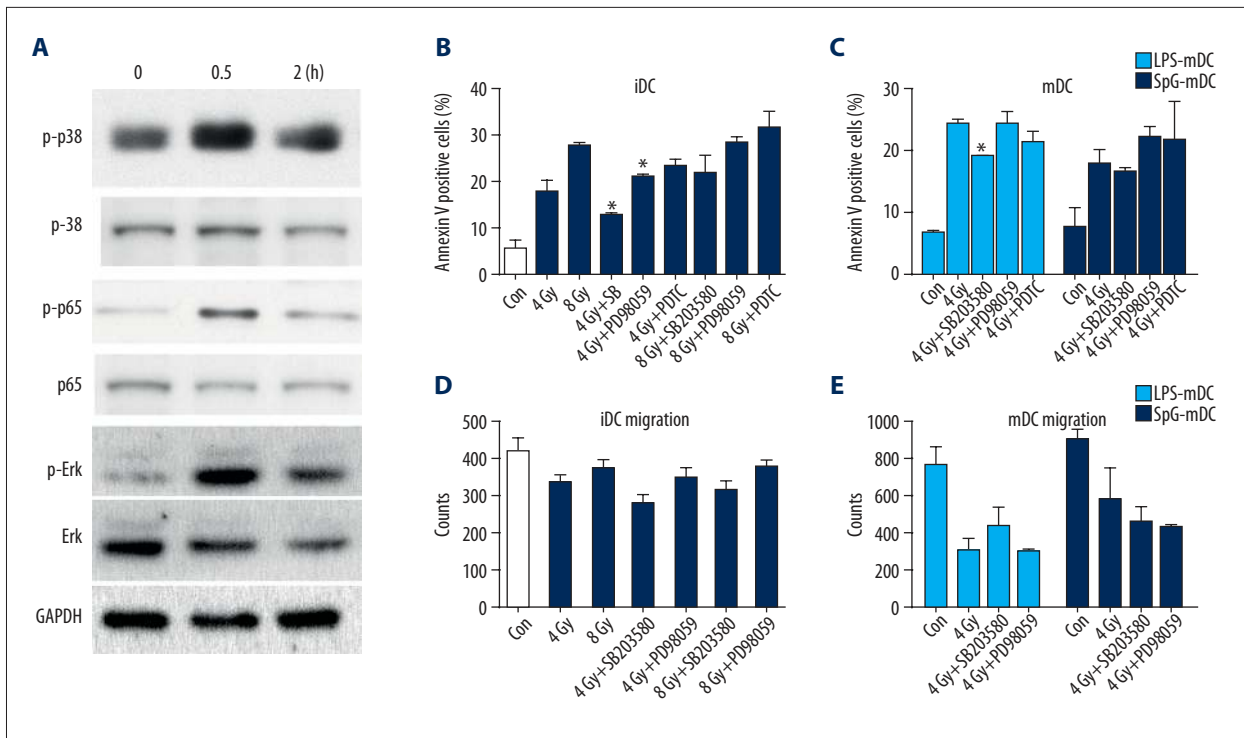 A
0 0.5 2 (h)
p-p38
p-38
p-p65
p65
p-Erk
Erk
GAPDH
B
iDC
Annexin V positive cells (%)
40
30
20
10
0
Con
4 Gy
8 Gy
4 Gy+SB
4 Gy+PD98059
4 Gy+PDTC
8 Gy+SB203580
8 Gy+PD98059
8 Gy+PDTC
*
*
C
LPS-mDC
SpG-mDC
mDC
Annexin V positive cells (%)
30
20
10
0
*
Con
4 Gy
4 Gy+SB203580
4 Gy+PD98059
4 Gy+PDTC
Con
4 Gy
4 Gy+SB203580
4 Gy+PD98059
4 Gy+PDTC
D
iDC migration
Counts
500
400
300
200
100
0
Con
4 Gy
8 Gy
4 Gy+SB203580
4 Gy+PD98059
8 Gy+SB203580
8 Gy+PD98059
E
LPS-mDC
SpG-mDC
mDC migration
Counts
1000
800
600
400
400
0
Con
4 Gy
4 Gy+SB203580
4 Gy+PD98059
Con
4 Gy
4 Gy+SB203580
4 Gy+PD98059